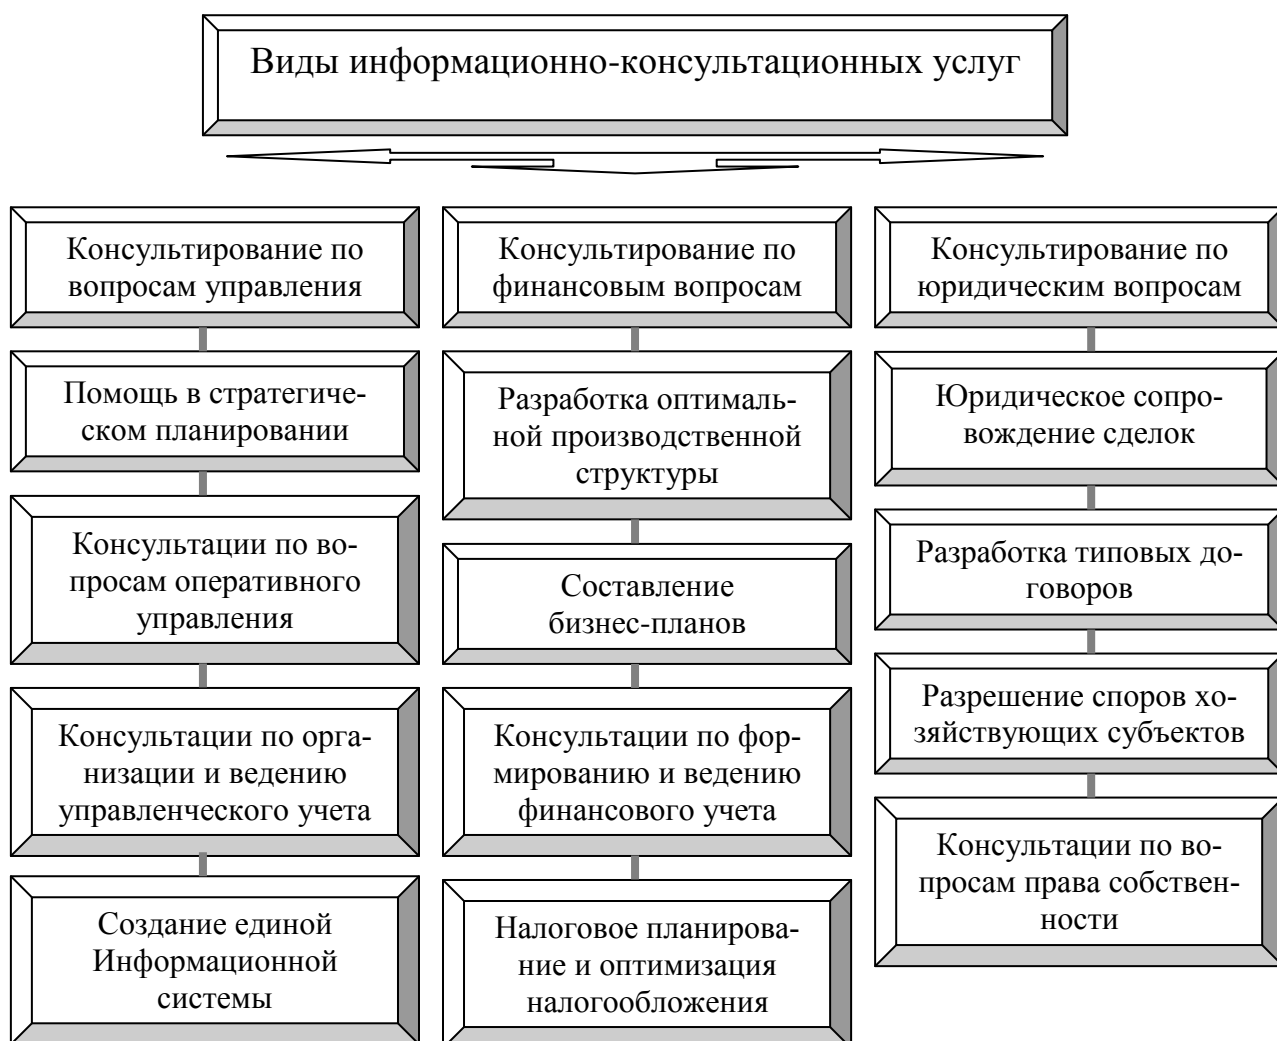 Виды информационно-консультационных услуг
Консультирование по
вопросам управления
Помощь в стратегиче-
ском планировании
Консультации по во-
просам оперативного
управления
Консультации по орга-
низации и ведению
управленческого учета
Создание единой
Информационной
системы
Консультирование по
финансовым вопросам
Разработка оптималь-
ной производственной
структуры
Составление
бизнес-планов
Консультации по фор-
мированию и ведению
финансового учета
Налоговое планирова-
ние и оптимизация
налогообложения
Консультирование по
юридическим вопросам
Юридическое сопро-
вождение сделок
Разработка типовых до-
говоров
Разрешение споров хо-
зяйствующих субъектов
Консультации по во-
просам права собствен-
ности